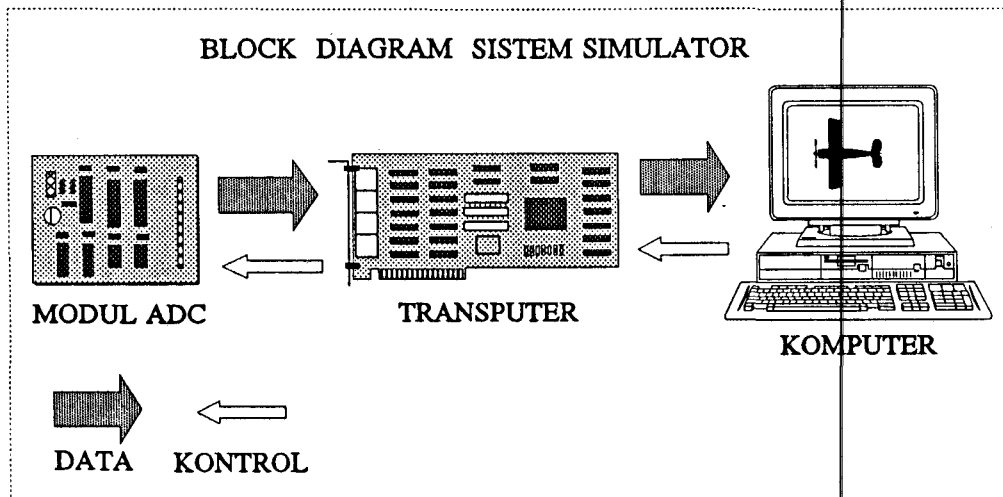 BLOCK DIAGRAM SISTEM SIMULATOR
MODUL ADC
TRANSPUTER
KOMPUTER
DATA
KONTROL